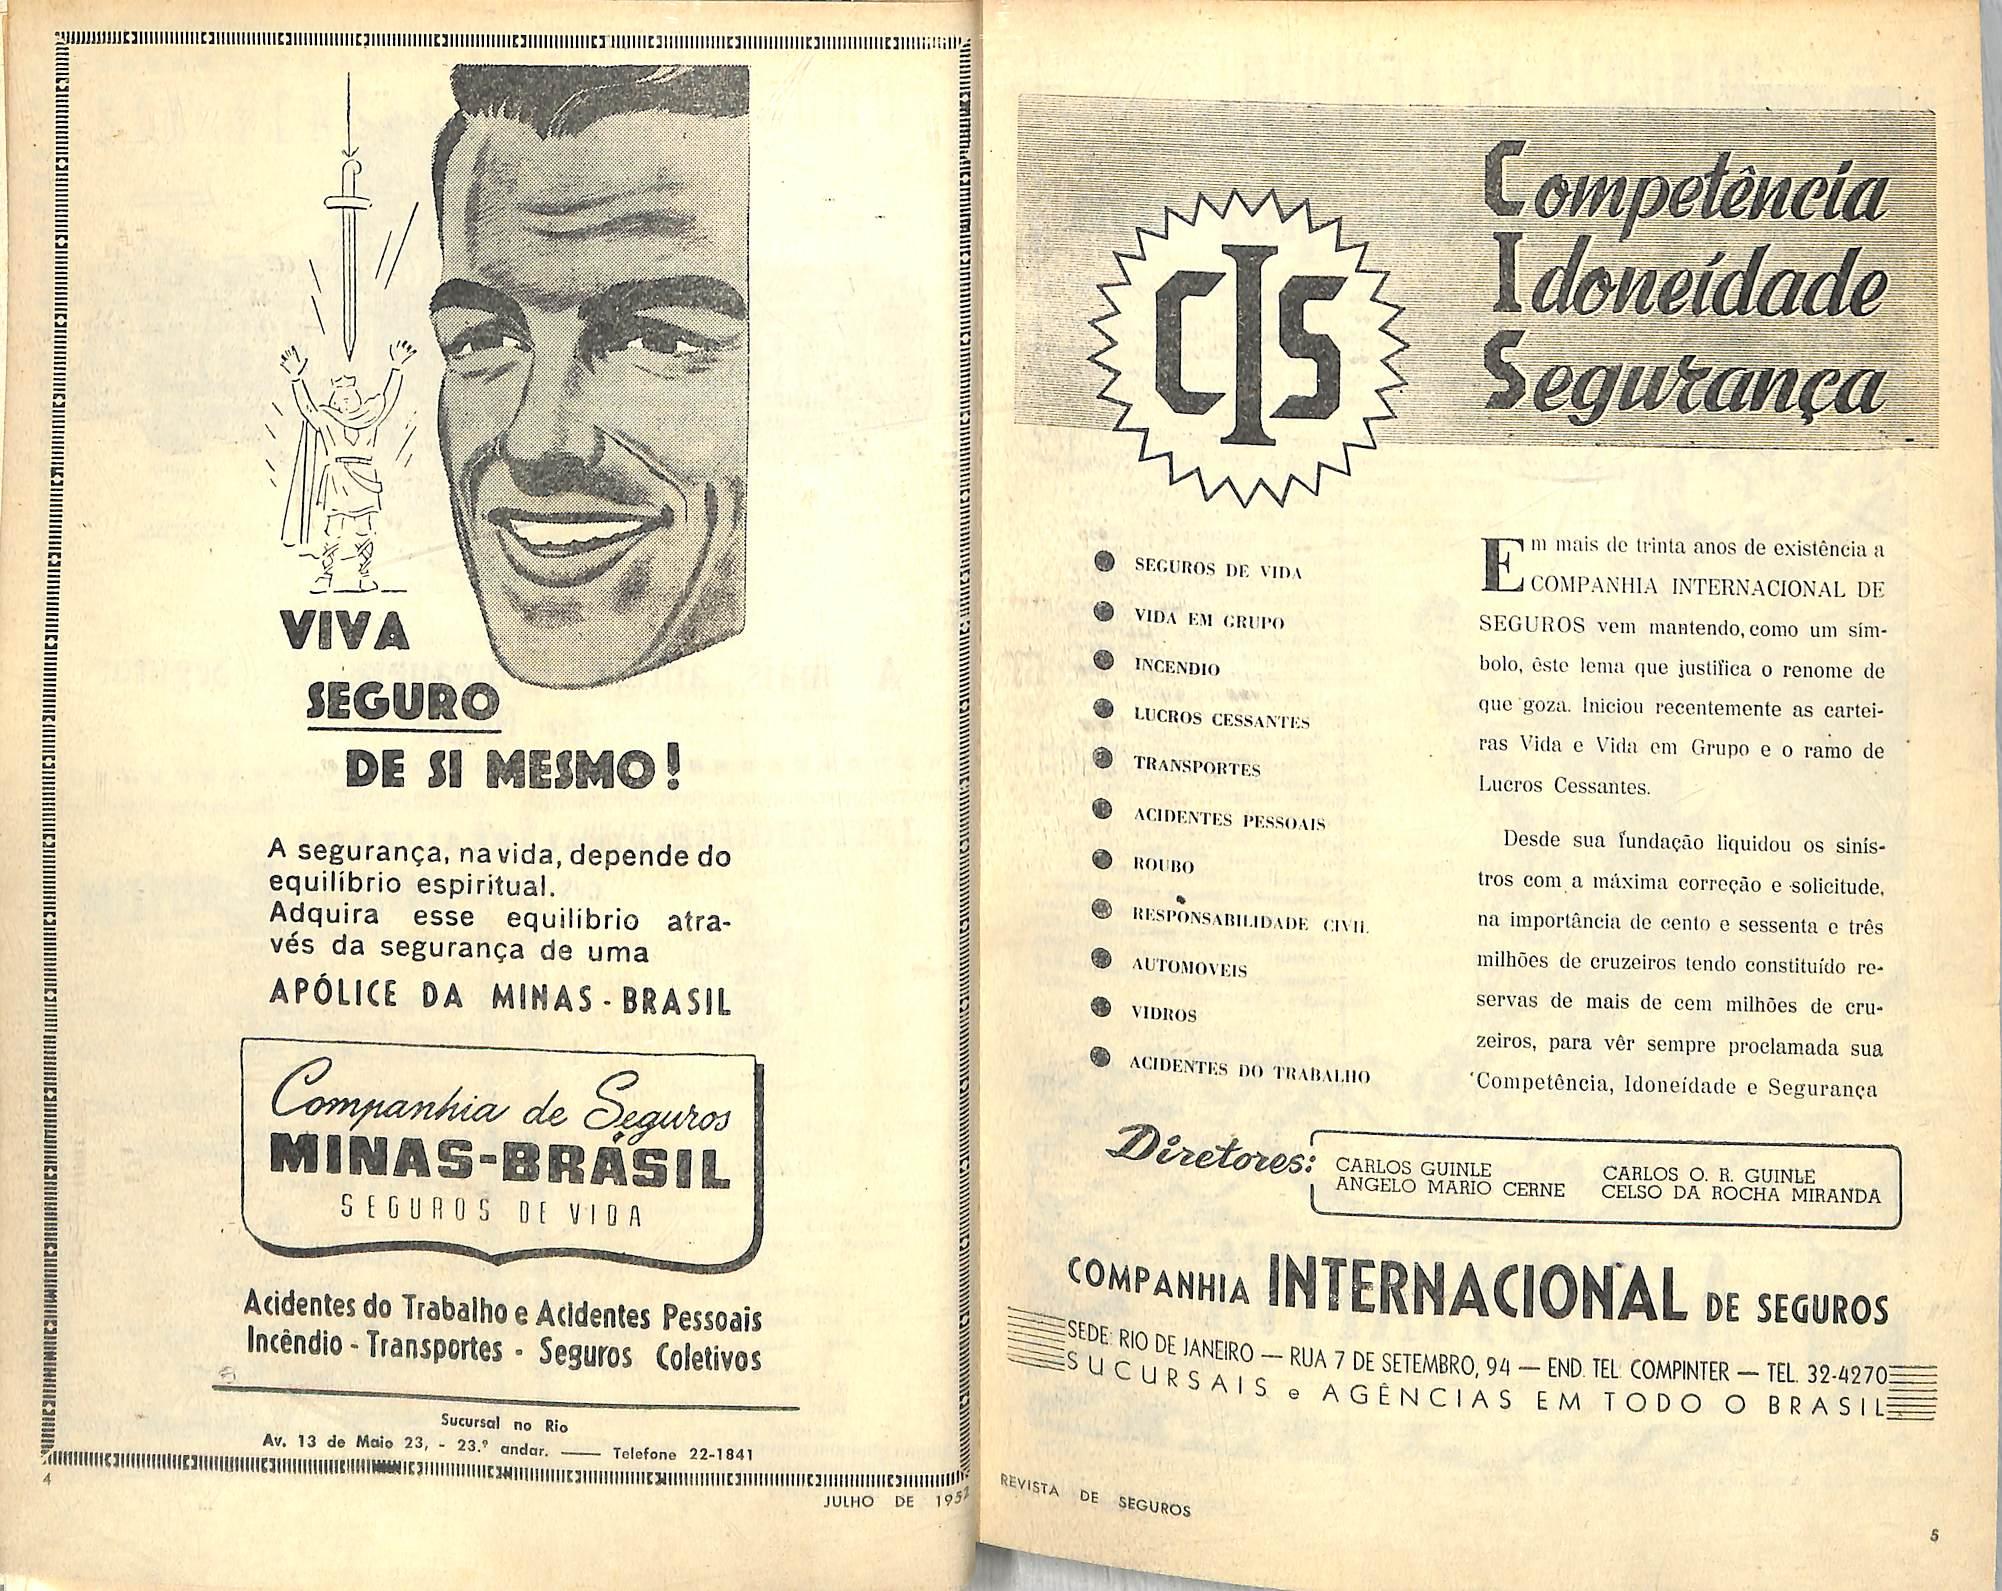 VIVA
SEGURO
DE SI MESMO!
A segurança, na vida, depende do
equilíbrio espiritual.
Adquira esse equilíbrio atra-
vés da segurança de uma
APÓLICE DA MINAS - BRASIL
Companhia de Seguros
MINAS-BRASIL
SEGUROS DE VIDA
Acidentes do Trabalho e Acidentes Pessoais
Incêndio - Transportes - Seguros Coletivos
Sucursal no Rio
Av. 13 de Maio 23, - 23.º andar. —— Telefone 22-1841
4
JULHO DE 1952
CIS
Competência
Idoneidade
Segurança
SEGUROS DE VIDA
VIDA EM GRUPO
INCENDIO
LUCROS CESSANTES
TRANSPORTES
ACIDENTES PESSOAIS
ROUBO
RESPONSABILIDADE CIVIL
AUTOMOVEIS
VIDROS
ACIDENTES DO TRABALHO
Em mais de trinta anos de existência a
COMPANHIA INTERNACIONAL DE
SEGUROS vem mantendo, como um sím-
bolo, êste lema que justifica o renome de
que goza. Iniciou recentemente as cartei-
ras Vida e Vida em Grupo e o ramo de
Lucros Cessantes.
Desde sua fundação liquidou os sinis-
tros com a máxima correção e solicitude,
na importância de cento e sessenta e três
milhões de cruzeiros tendo constituído re-
servas de mais de cem milhões de cru-
zeiros, para vêr sempre proclamada sua
'Competência, Idoneidade e Segurança
Diretores:
CARLOS GUINLE CARLOS O. R. GUINLE
ANGELO MARIO CERNE CELSO DA ROCHA MIRANDA
COMPANHIA INTERNACIONAL DE SEGUROS
SEDE: RIO DE JANEIRO — RUA 7 DE SETEMBRO, 94 — END. TEL. COMPINTER — TEL. 32-4270
SUCURSAIS e AGÊNCIAS EM TODO O BRASIL
REVISTA DE SEGUROS
5